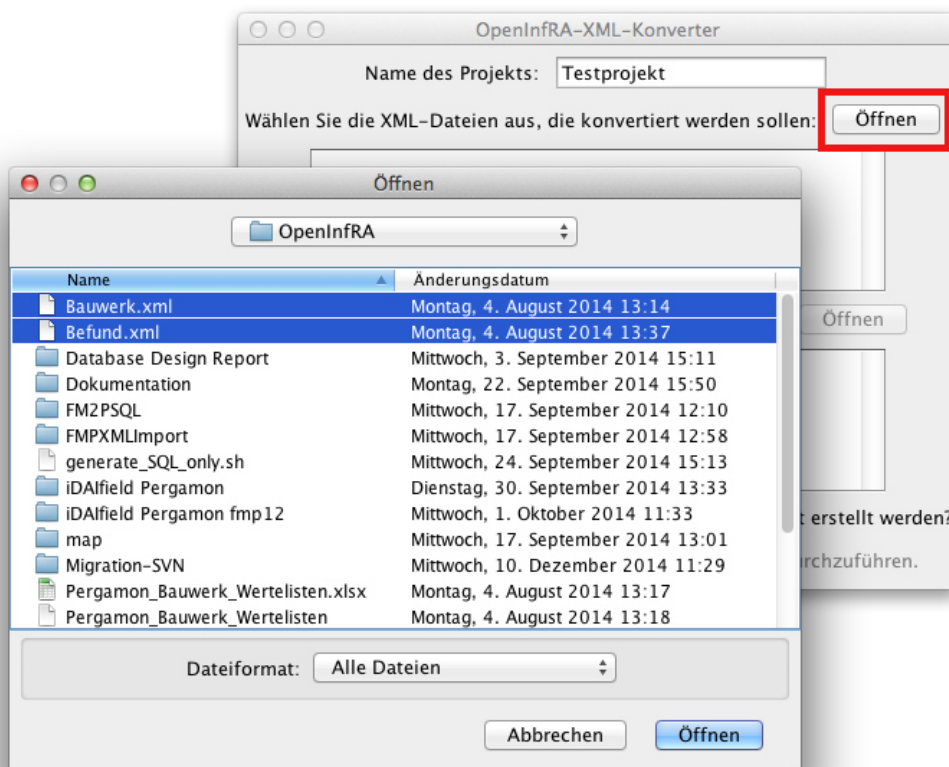 OpenInfRA-XML-Konverter
Name des Projekts: Testprojekt
Wählen Sie die XML-Dateien aus, die konvertiert werden sollen: Öffnen
Öffnen
OpenInfRA
Name Änderungsdatum
Bauwerk.xml Montag, 4. August 2014 13:14
Befund.xml Montag, 4. August 2014 13:37
Database Design Report Mittwoch, 3. September 2014 15:11
Dokumentation Montag, 22. September 2014 15:50
FM2PSQL Mittwoch, 17. September 2014 12:10
FMPXMLImport Mittwoch, 17. September 2014 12:58
generate_SQL_only.sh Mittwoch, 24. September 2014 15:13
iDAIfield Pergamon Dienstag, 30. September 2014 13:33
iDAIfield Pergamon fmp12 Mittwoch, 1. Oktober 2014 11:33
map Mittwoch, 17. September 2014 13:01
Migration-SVN Mittwoch, 10. Dezember 2014 11:29
Pergamon_Bauwerk_Wertelisten.xlsx Montag, 4. August 2014 13:17
Pergamon_Bauwerk_Wertelisten Montag, 4. August 2014 13:18
Dateiformat: Alle Dateien
Abbrechen Öffnen
Öffnen
erstellt werden?